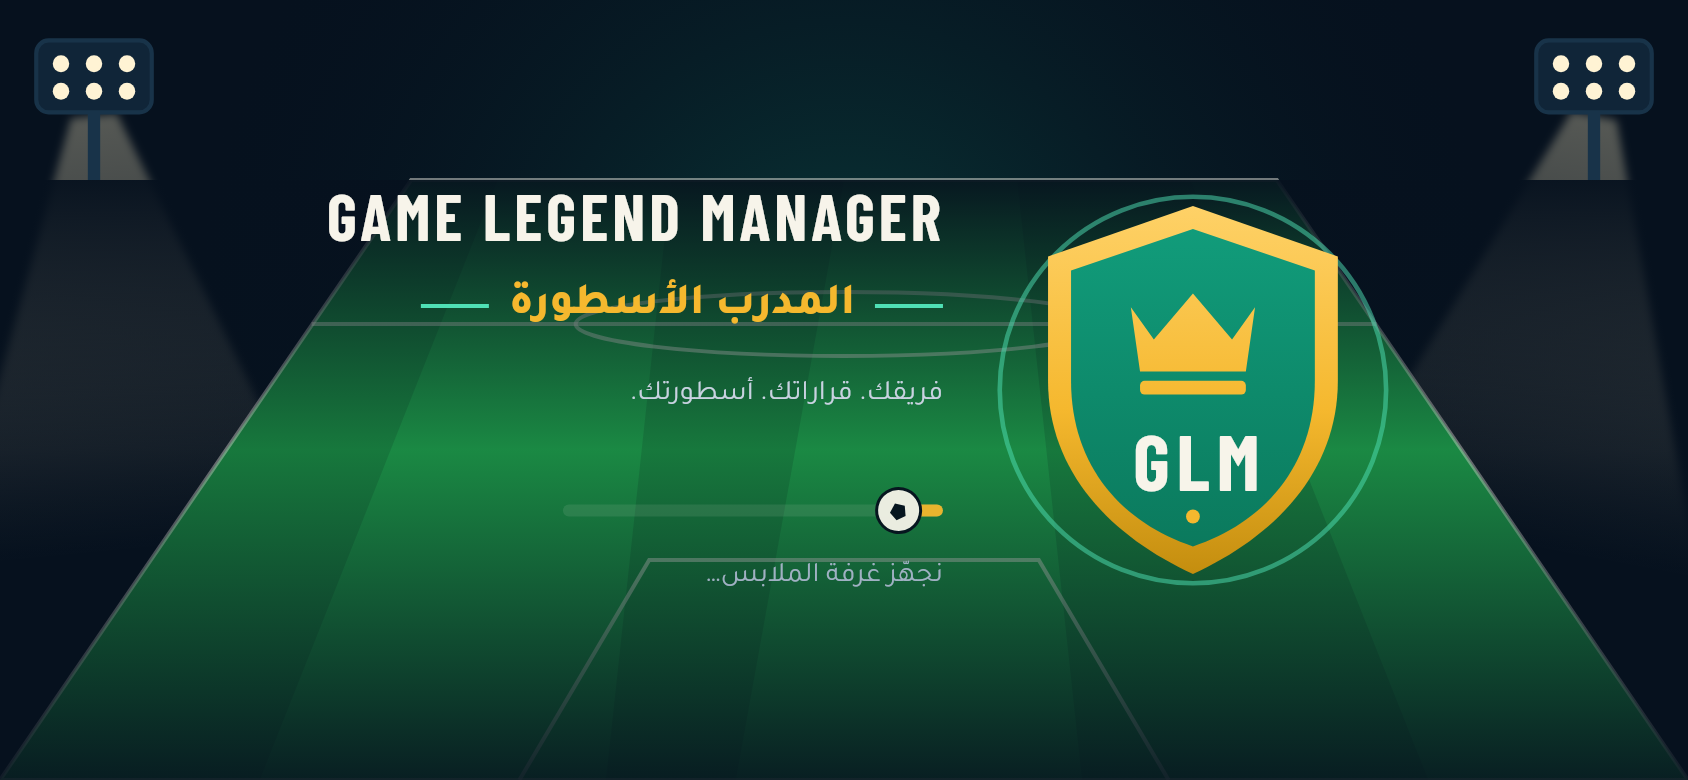 GAME LEGEND MANAGER
المدرب الأسطورة
فريقك. قراراتك. أسطورتك.
نجهّز غرفة الملابس...
GLM